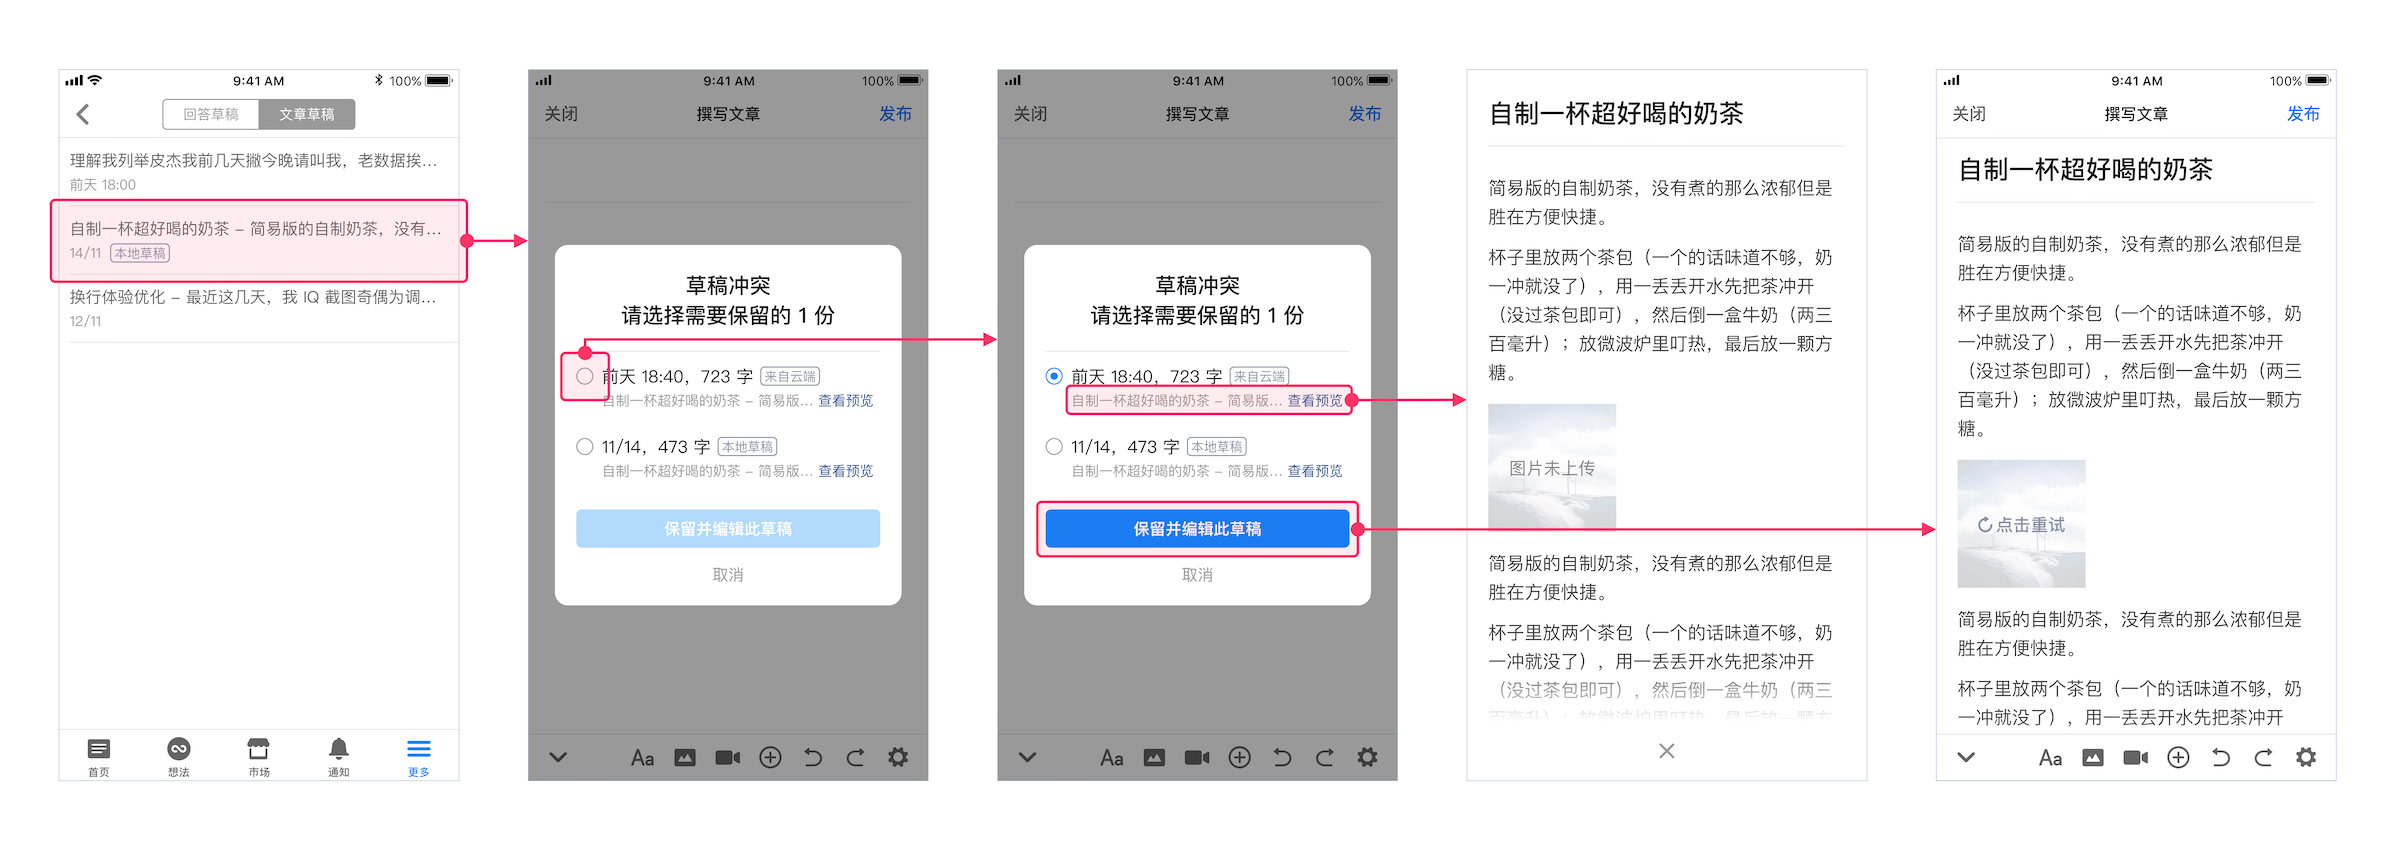 9:41 AM
100%
回答草稿
文章草稿
理解我列举皮杰我前几天撇今晚请叫我，老数据挨…
前天 18:00
自制一杯超好喝的奶茶 – 简易版的自制奶茶，没有…
14/11 本地草稿
换行体验优化 – 最近这几天，我 IQ 截图奇偶为调…
12/11
首页
想法
市场
通知
更多
9:41 AM
100%
关闭
撰写文章
发布
草稿冲突
请选择需要保留的 1 份
前天 18:40，723 字 来自云端
自制一杯超好喝的奶茶 – 简易版… 查看预览
11/14，473 字 本地草稿
自制一杯超好喝的奶茶 – 简易版… 查看预览
保留并编辑此草稿
取消
Aa
9:41 AM
100%
关闭
撰写文章
发布
草稿冲突
请选择需要保留的 1 份
前天 18:40，723 字 来自云端
自制一杯超好喝的奶茶 – 简易版… 查看预览
11/14，473 字 本地草稿
自制一杯超好喝的奶茶 – 简易版… 查看预览
保留并编辑此草稿
取消
Aa
自制一杯超好喝的奶茶
简易版的自制奶茶，没有煮的那么浓郁但是
胜在方便快捷。
杯子里放两个茶包（一个的话味道不够，奶
一冲就没了），用一丢丢开水先把茶冲开
（没过茶包即可），然后倒一盒牛奶（两三
百毫升）；放微波炉里叮热，最后放一颗方
糖。
图片未上传
简易版的自制奶茶，没有煮的那么浓郁但是
胜在方便快捷。
杯子里放两个茶包（一个的话味道不够，奶
一冲就没了），用一丢丢开水先把茶冲开
（没过茶包即可），然后倒一盒牛奶（两三
百毫升）；放微波炉里叮热，最后放一颗方
9:41 AM
100%
关闭
撰写文章
发布
自制一杯超好喝的奶茶
简易版的自制奶茶，没有煮的那么浓郁但是
胜在方便快捷。
杯子里放两个茶包（一个的话味道不够，奶
一冲就没了），用一丢丢开水先把茶冲开
（没过茶包即可），然后倒一盒牛奶（两三
百毫升）；放微波炉里叮热，最后放一颗方
糖。
点击重试
简易版的自制奶茶，没有煮的那么浓郁但是
胜在方便快捷。
杯子里放两个茶包（一个的话味道不够，奶
一冲就没了），用一丢丢开水先把茶冲开
Aa